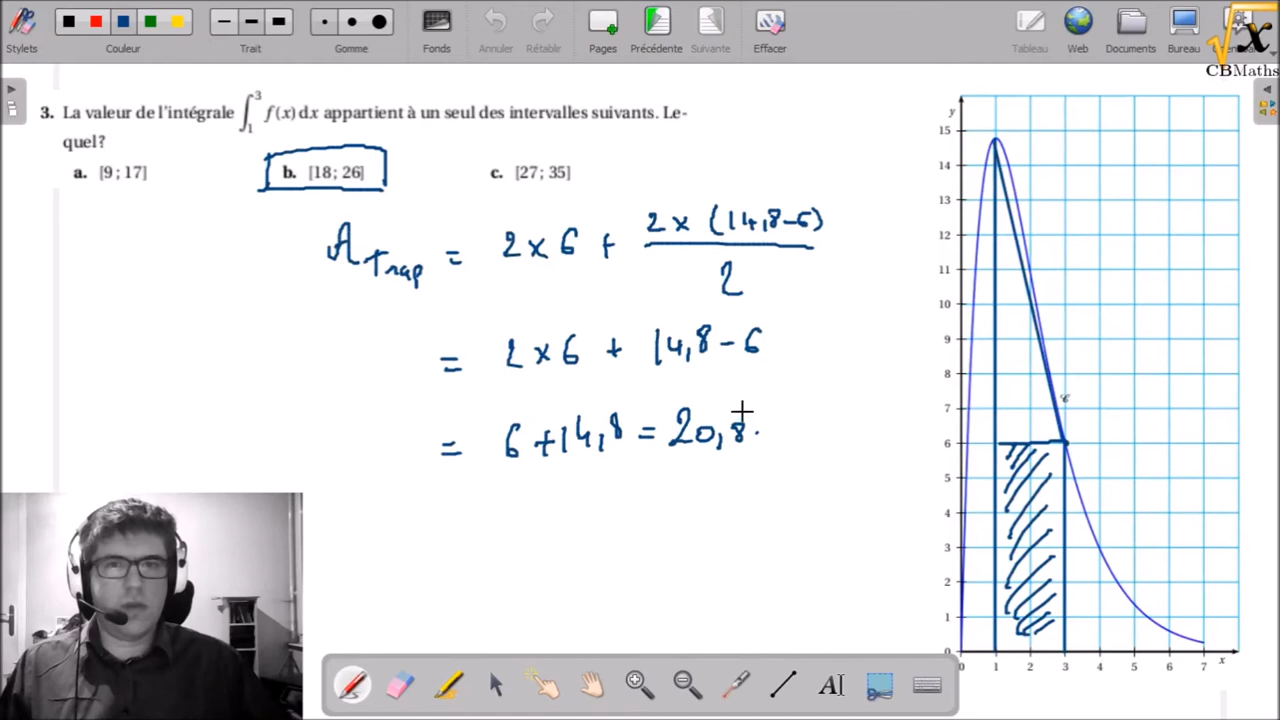 Stylets Couleur Trait Gomme Fonds Annuler Rétablir Pages Précédente Suivante Effacer Tableau Web Documents Bureau
CBMaths
3. La valeur de l'intégrale ∫₁³ f(x) dx appartient à un seul des intervalles suivants. Le-
quel?
a. [9; 17] b. [18; 26] c. [27; 35]
A Trap = 2 × 6 + 2 × (14,8-6) / 2
= 2 × 6 + 14,8 - 6
= 6 + 14,8 = 20,8.
y
15
14
13
12
11
10
9
8
7
6
5
4
3
2
1
0
C
0 1 2 3 4 5 6 7 x
AI